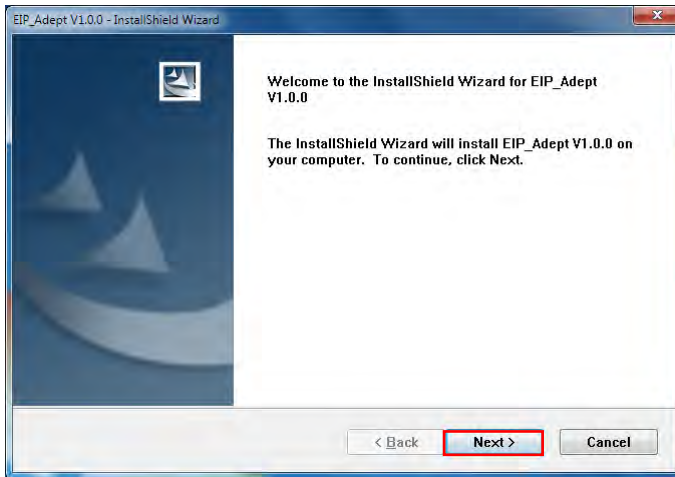 EIP_Adept V1.0.0 - InstallShield Wizard
Welcome to the InstallShield Wizard for EIP_Adept
V1.0.0
The InstallShield Wizard will install EIP_Adept V1.0.0 on
your computer.  To continue, click Next.
< Back Next > Cancel